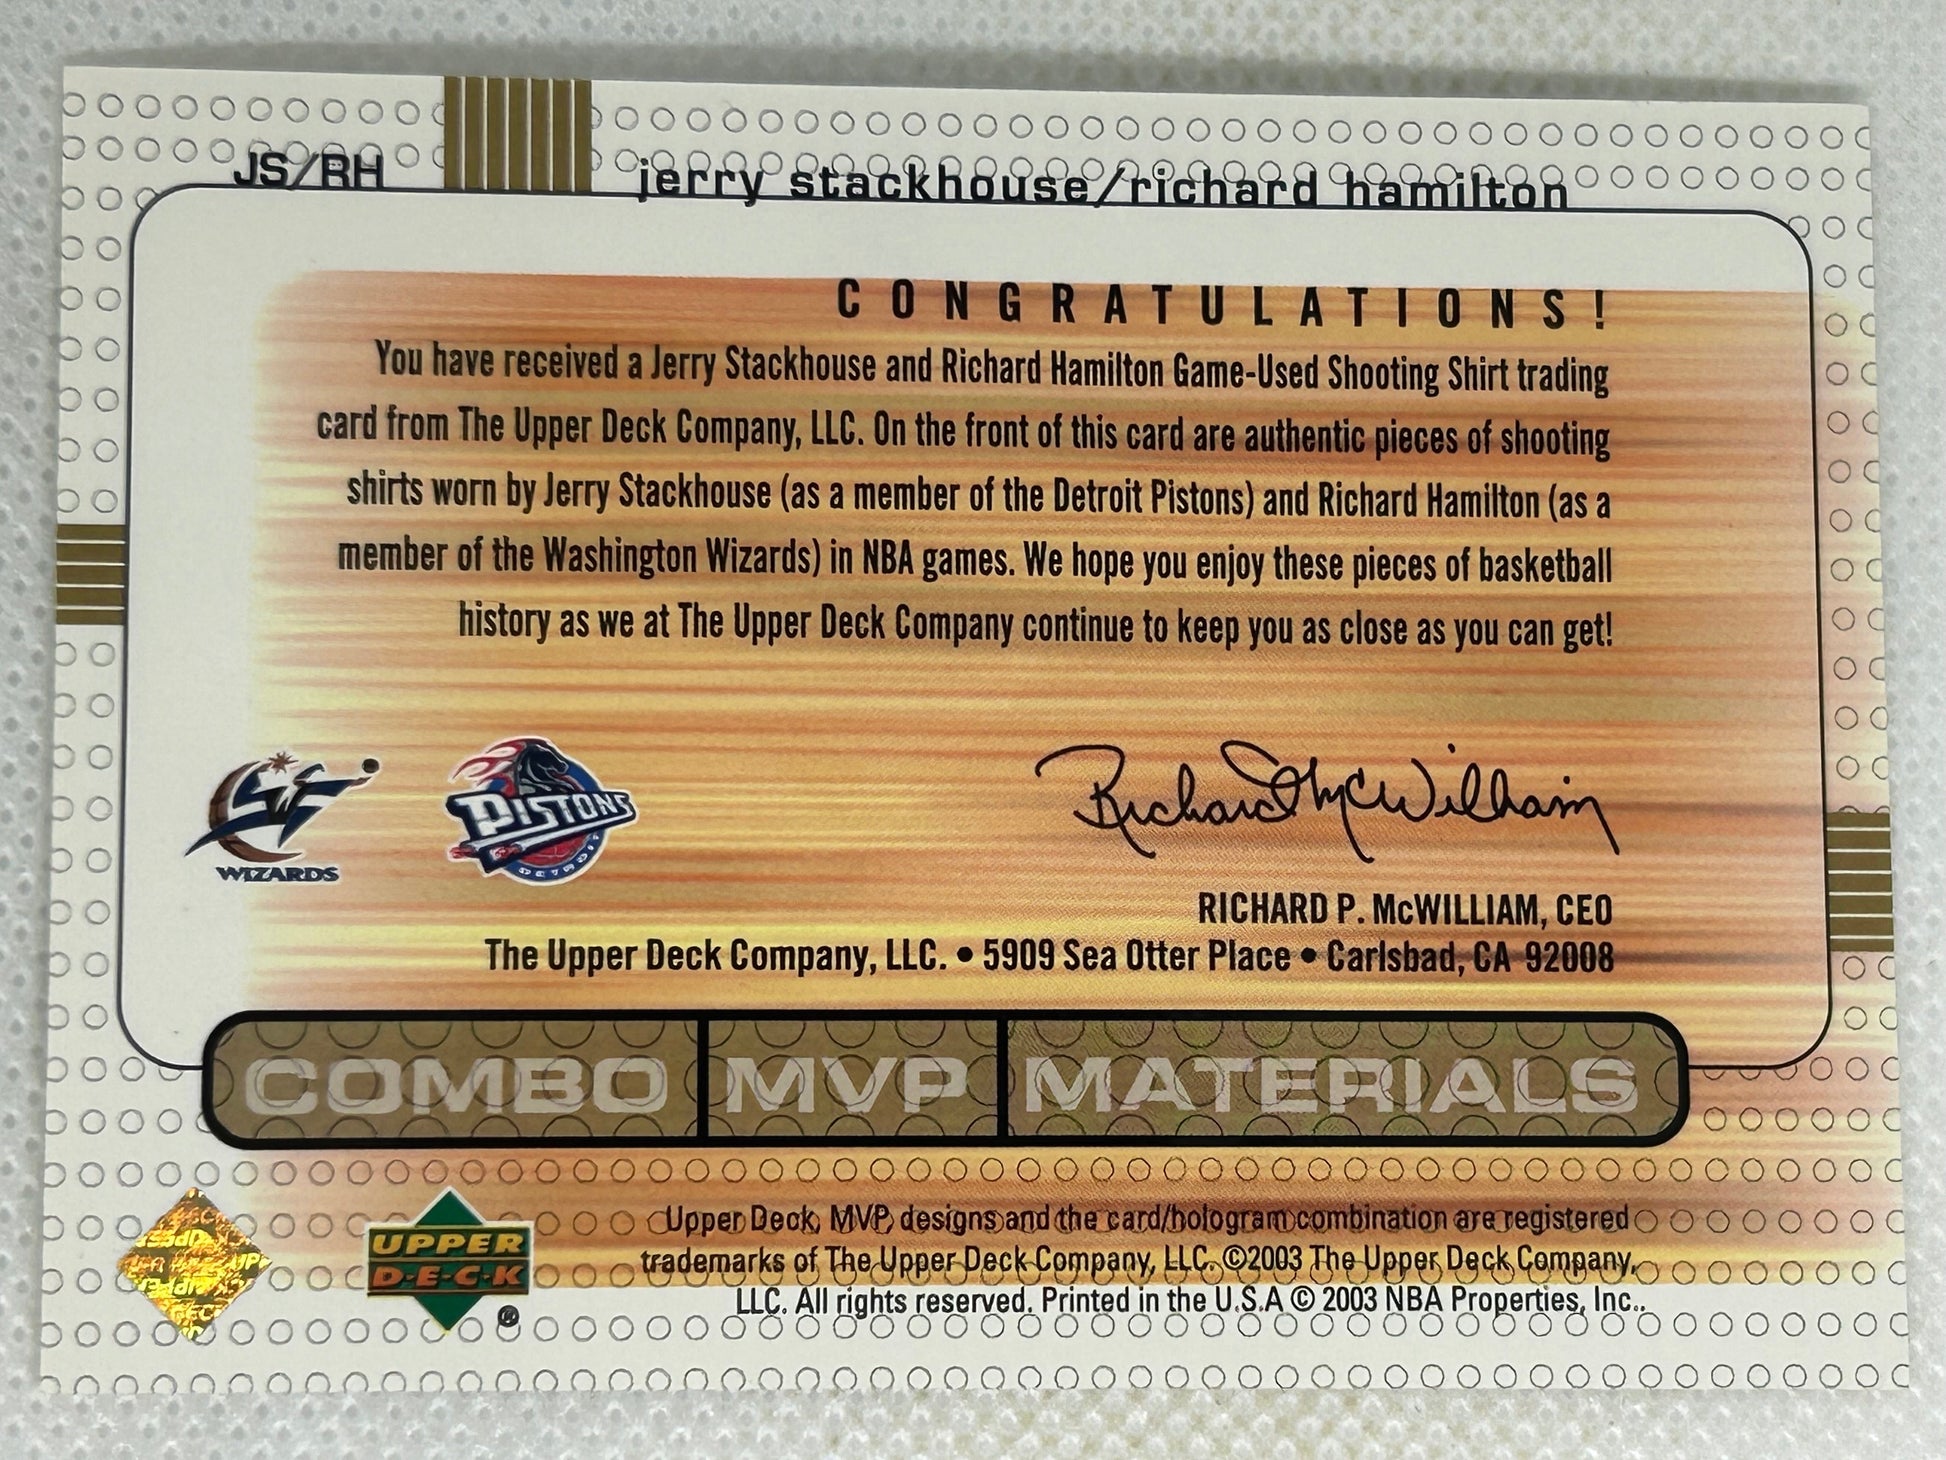 JS/RH
jerry stackhouse/richard hamilton
CONGRATULATIONS!
You have received a Jerry Stackhouse and Richard Hamilton Game-Used Shooting Shirt trading
card from The Upper Deck Company, LLC. On the front of this card are authentic pieces of shooting
shirts worn by Jerry Stackhouse (as a member of the Detroit Pistons) and Richard Hamilton (as a
member of the Washington Wizards) in NBA games. We hope you enjoy these pieces of basketball
history as we at The Upper Deck Company continue to keep you as close as you can get!
WIZARDS
PISTONS
DETROIT
Richard McWilliam
RICHARD P. McWILLIAM, CEO
The Upper Deck Company, LLC. • 5909 Sea Otter Place • Carlsbad, CA 92008
COMBO MVP MATERIALS
UPPER
D·E·C·K
®
Upper Deck, MVP, designs and the card/hologram combination are registered
trademarks of The Upper Deck Company, LLC. ©2003 The Upper Deck Company,
LLC. All rights reserved. Printed in the U.S.A © 2003 NBA Properties, Inc..